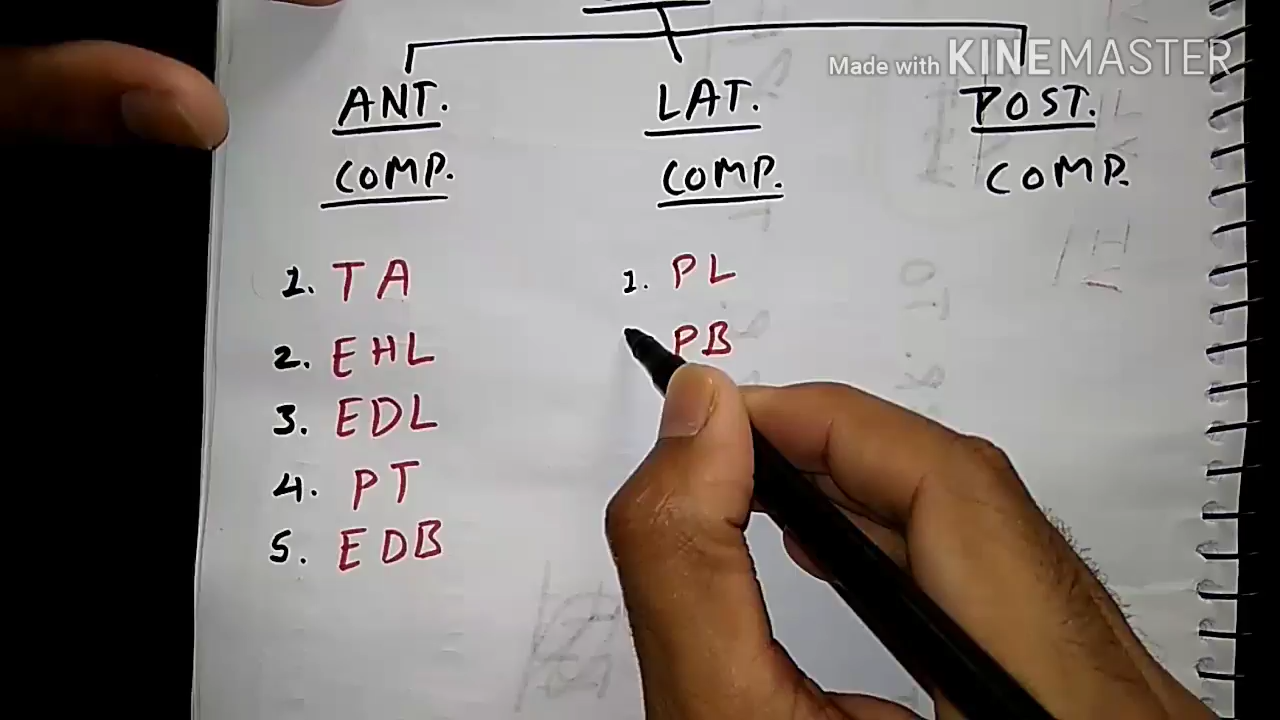 Made with KINEMASTER
ANT. COMP.
1. TA
2. EHL
3. EDL
4. PT
5. EDB
LAT. COMP.
1. PL
PB
POST. COMP.